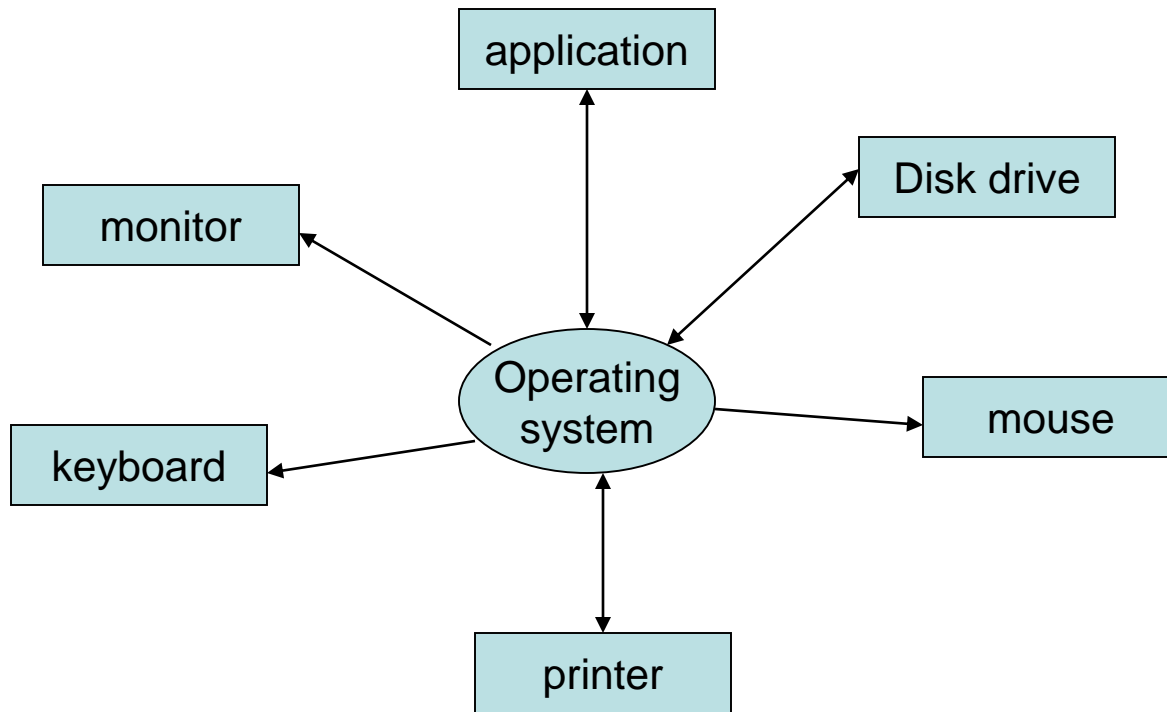 application
Disk drive
monitor
Operating
system
mouse
keyboard
printer